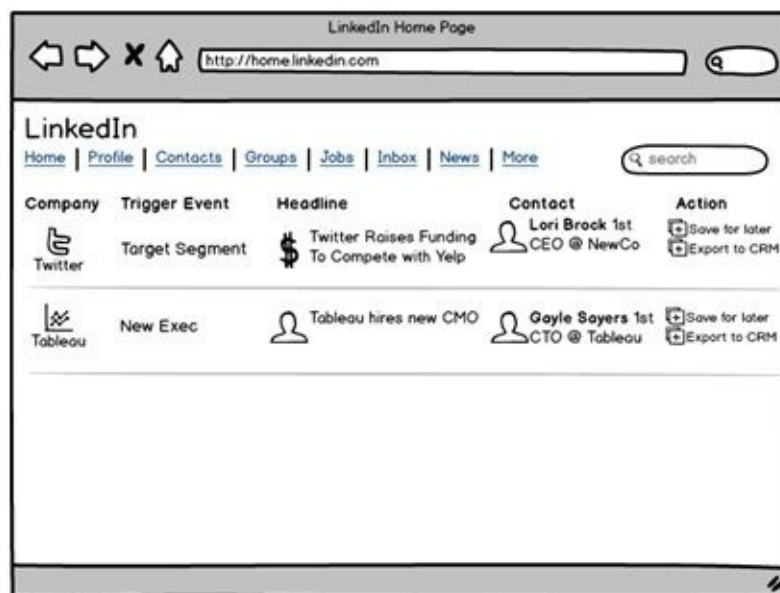 LinkedIn Home Page
http://home.linkedin.com
LinkedIn
Home | Profile | Contacts | Groups | Jobs | Inbox | News | More
search
Company Trigger Event Headline Contact Action
Twitter
Target Segment
Twitter Raises Funding
To Compete with Yelp
Lori Brock 1st
CEO @ NewCo
Save for later
Export to CRM
Tableau
New Exec
Tableau hires new CMO
Gayle Sayers 1st
CTO @ Tableau
Save for later
Export to CRM